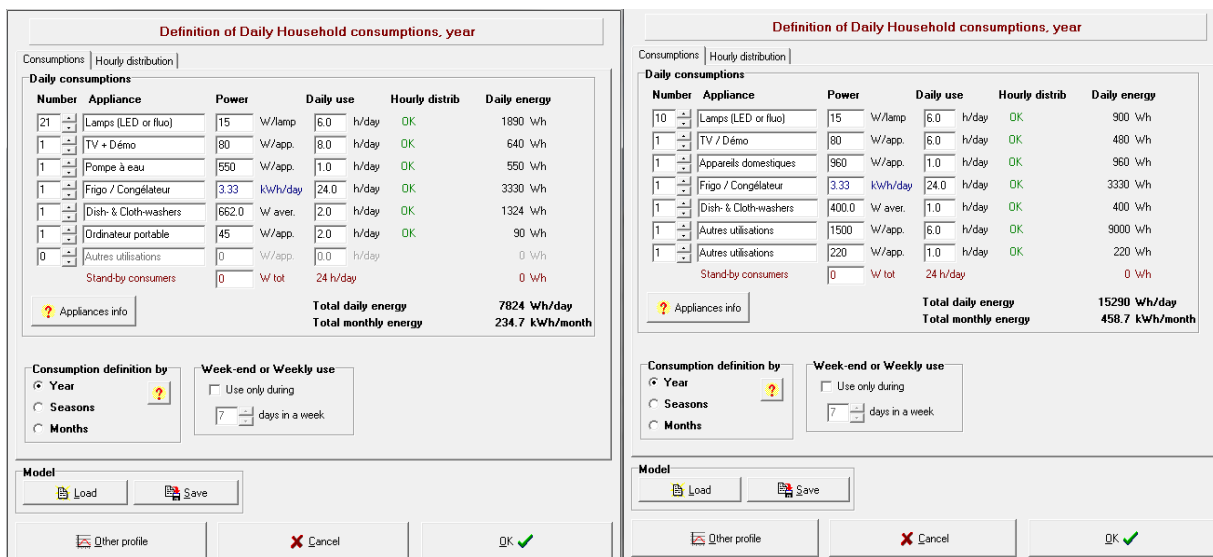 Definition of Daily Household consumptions, year
Consumptions Hourly distribution
Daily consumptions
Number Appliance Power Daily use Hourly distrib Daily energy
21 Lamps (LED or fluo) 15 W/lamp 6.0 h/day OK 1890 Wh
1 TV + Démo 80 W/app. 8.0 h/day OK 640 Wh
1 Pompe à eau 550 W/app. 1.0 h/day OK 550 Wh
1 Frigo / Congélateur 3.33 kWh/day 24.0 h/day OK 3330 Wh
1 Dish- & Cloth-washers 662.0 W aver. 2.0 h/day OK 1324 Wh
1 Ordinateur portable 45 W/app. 2.0 h/day OK 90 Wh
0 Autres utilisations 0 W/app. 0.0 h/day 0 Wh
Stand-by consumers 0 W tot 24 h/day 0 Wh
? Appliances info
Total daily energy 7824 Wh/day
Total monthly energy 234.7 kWh/month
Consumption definition by
Year
Seasons
Months
?
Week-end or Weekly use
Use only during
7 days in a week
Model
Load Save
Other profile Cancel OK
Definition of Daily Household consumptions, year
Consumptions Hourly distribution
Daily consumptions
Number Appliance Power Daily use Hourly distrib Daily energy
10 Lamps (LED or fluo) 15 W/lamp 6.0 h/day OK 900 Wh
1 TV / Démo 80 W/app. 6.0 h/day OK 480 Wh
1 Appareils domestiques 960 W/app. 1.0 h/day OK 960 Wh
1 Frigo / Congélateur 3.33 kWh/day 24.0 h/day OK 3330 Wh
1 Dish- & Cloth-washers 400.0 W aver. 1.0 h/day OK 400 Wh
1 Autres utilisations 1500 W/app. 6.0 h/day OK 9000 Wh
1 Autres utilisations 220 W/app. 1.0 h/day OK 220 Wh
Stand-by consumers 0 W tot 24 h/day 0 Wh
? Appliances info
Total daily energy 15290 Wh/day
Total monthly energy 458.7 kWh/month
Consumption definition by
Year
Seasons
Months
?
Week-end or Weekly use
Use only during
7 days in a week
Model
Load Save
Other profile Cancel OK